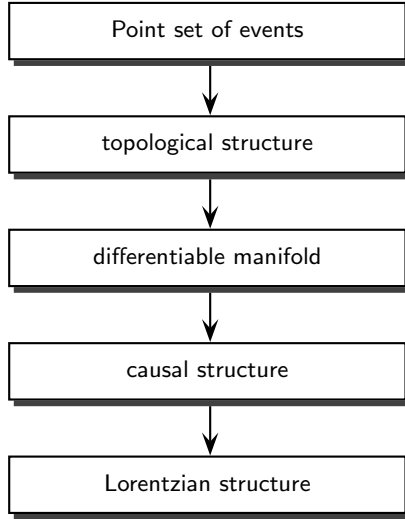 Point set of events
topological structure
differentiable manifold
causal structure
Lorentzian structure